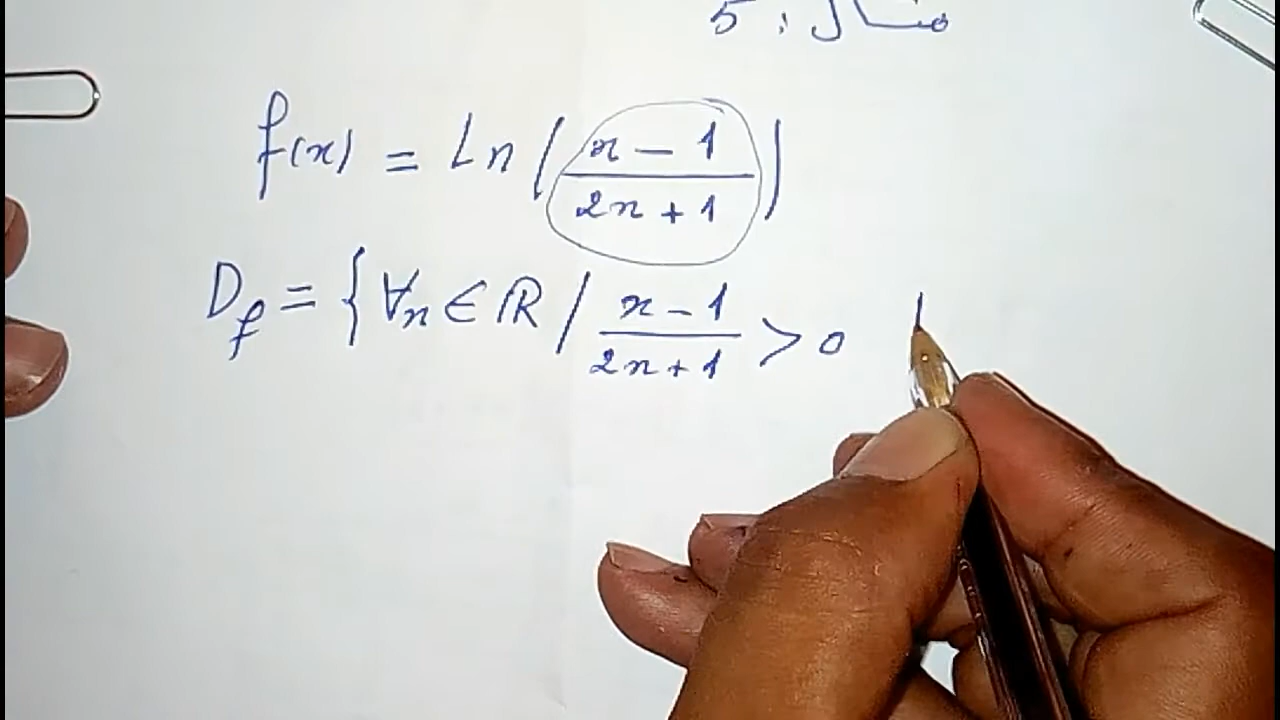 مثال : 5
f(x) = Ln(x - 1 / 2x + 1)
D_f = { ∀x ∈ ℝ / x - 1 / 2x + 1 > 0